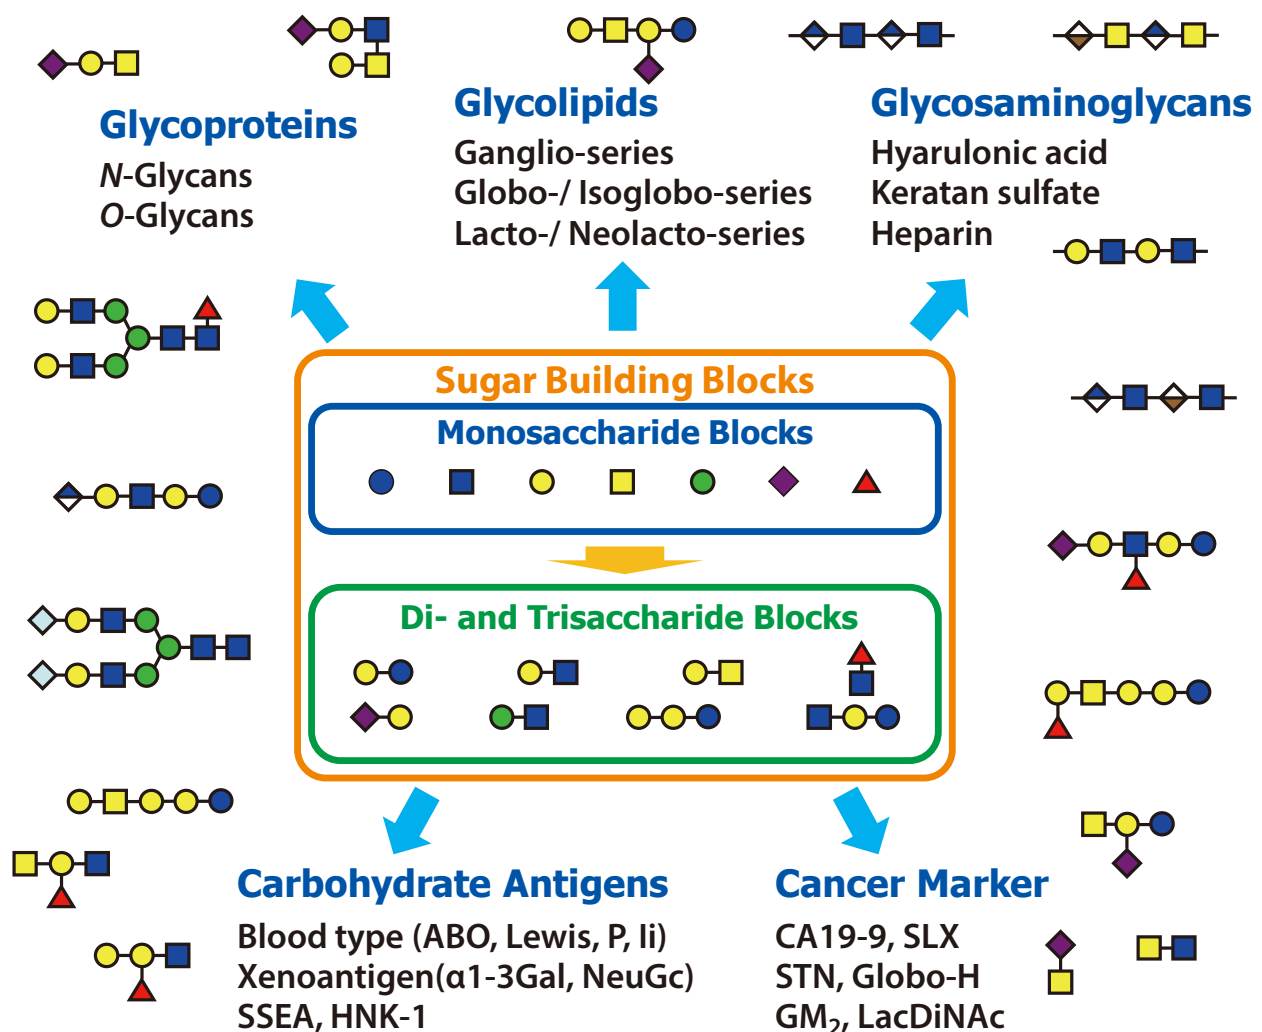 Glycoproteins
N-Glycans
O-Glycans
Glycolipids
Ganglio-series
Globo-/ Isoglobo-series
Lacto-/ Neolacto-series
Glycosaminoglycans
Hyarulonic acid
Keratan sulfate
Heparin
Sugar Building Blocks
Monosaccharide Blocks
Di- and Trisaccharide Blocks
Carbohydrate Antigens
Blood type (ABO, Lewis, P, Ii)
Xenoantigen(α1-3Gal, NeuGc)
SSEA, HNK-1
Cancer Marker
CA19-9, SLX
STN, Globo-H
GM₂, LacDiNAc